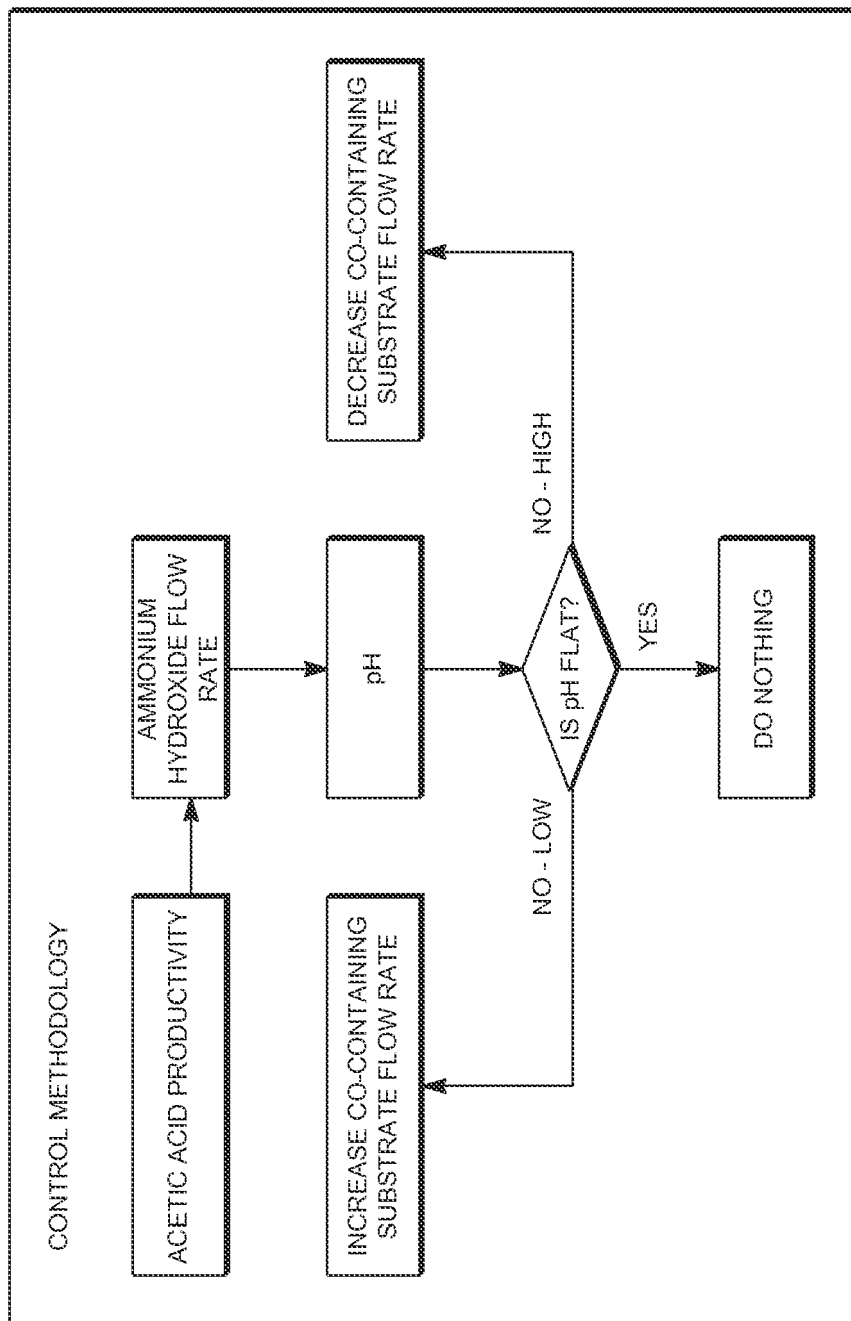 CONTROL METHODOLOGY
ACETIC ACID PRODUCTIVITY
AMMONIUM
HYDROXIDE FLOW
RATE
pH
INCREASE CO-CONTAINING
SUBSTRATE FLOW RATE
DECREASE CO-CONTAINING
SUBSTRATE FLOW RATE
NO - LOW
IS pH FLAT?
NO - HIGH
YES
DO NOTHING